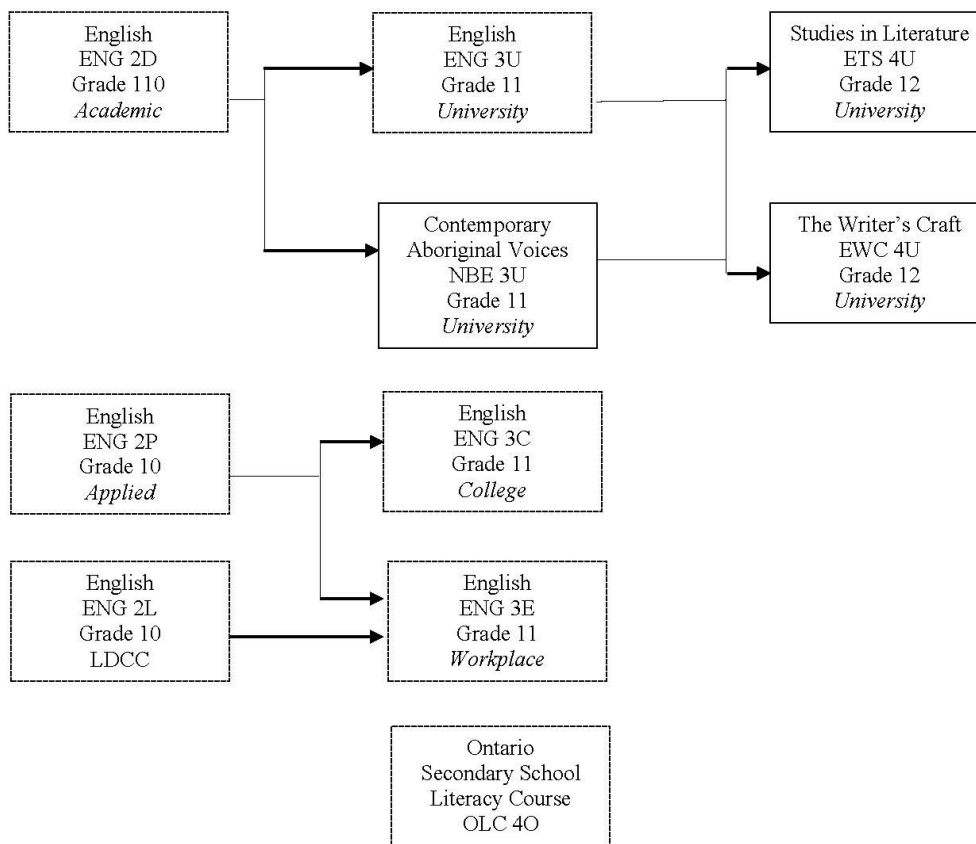 English
ENG 2D
Grade 110
Academic
English
ENG 3U
Grade 11
University
Studies in Literature
ETS 4U
Grade 12
University
Contemporary
Aboriginal Voices
NBE 3U
Grade 11
University
The Writer’s Craft
EWC 4U
Grade 12
University
English
ENG 2P
Grade 10
Applied
English
ENG 3C
Grade 11
College
English
ENG 2L
Grade 10
LDCC
English
ENG 3E
Grade 11
Workplace
Ontario
Secondary School
Literacy Course
OLC 4O